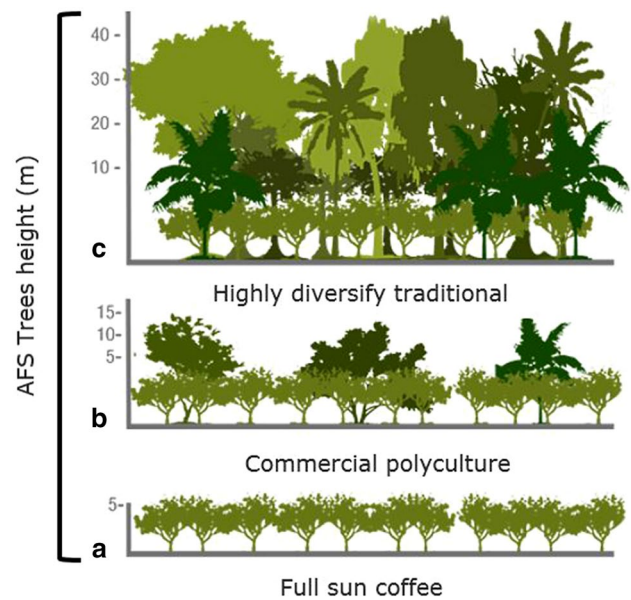 AFS Trees height (m)
40 -
30 -
20 -
10 -
c
Highly diversify traditional
15-
10-
5-
b
Commercial polyculture
5-
a
Full sun coffee